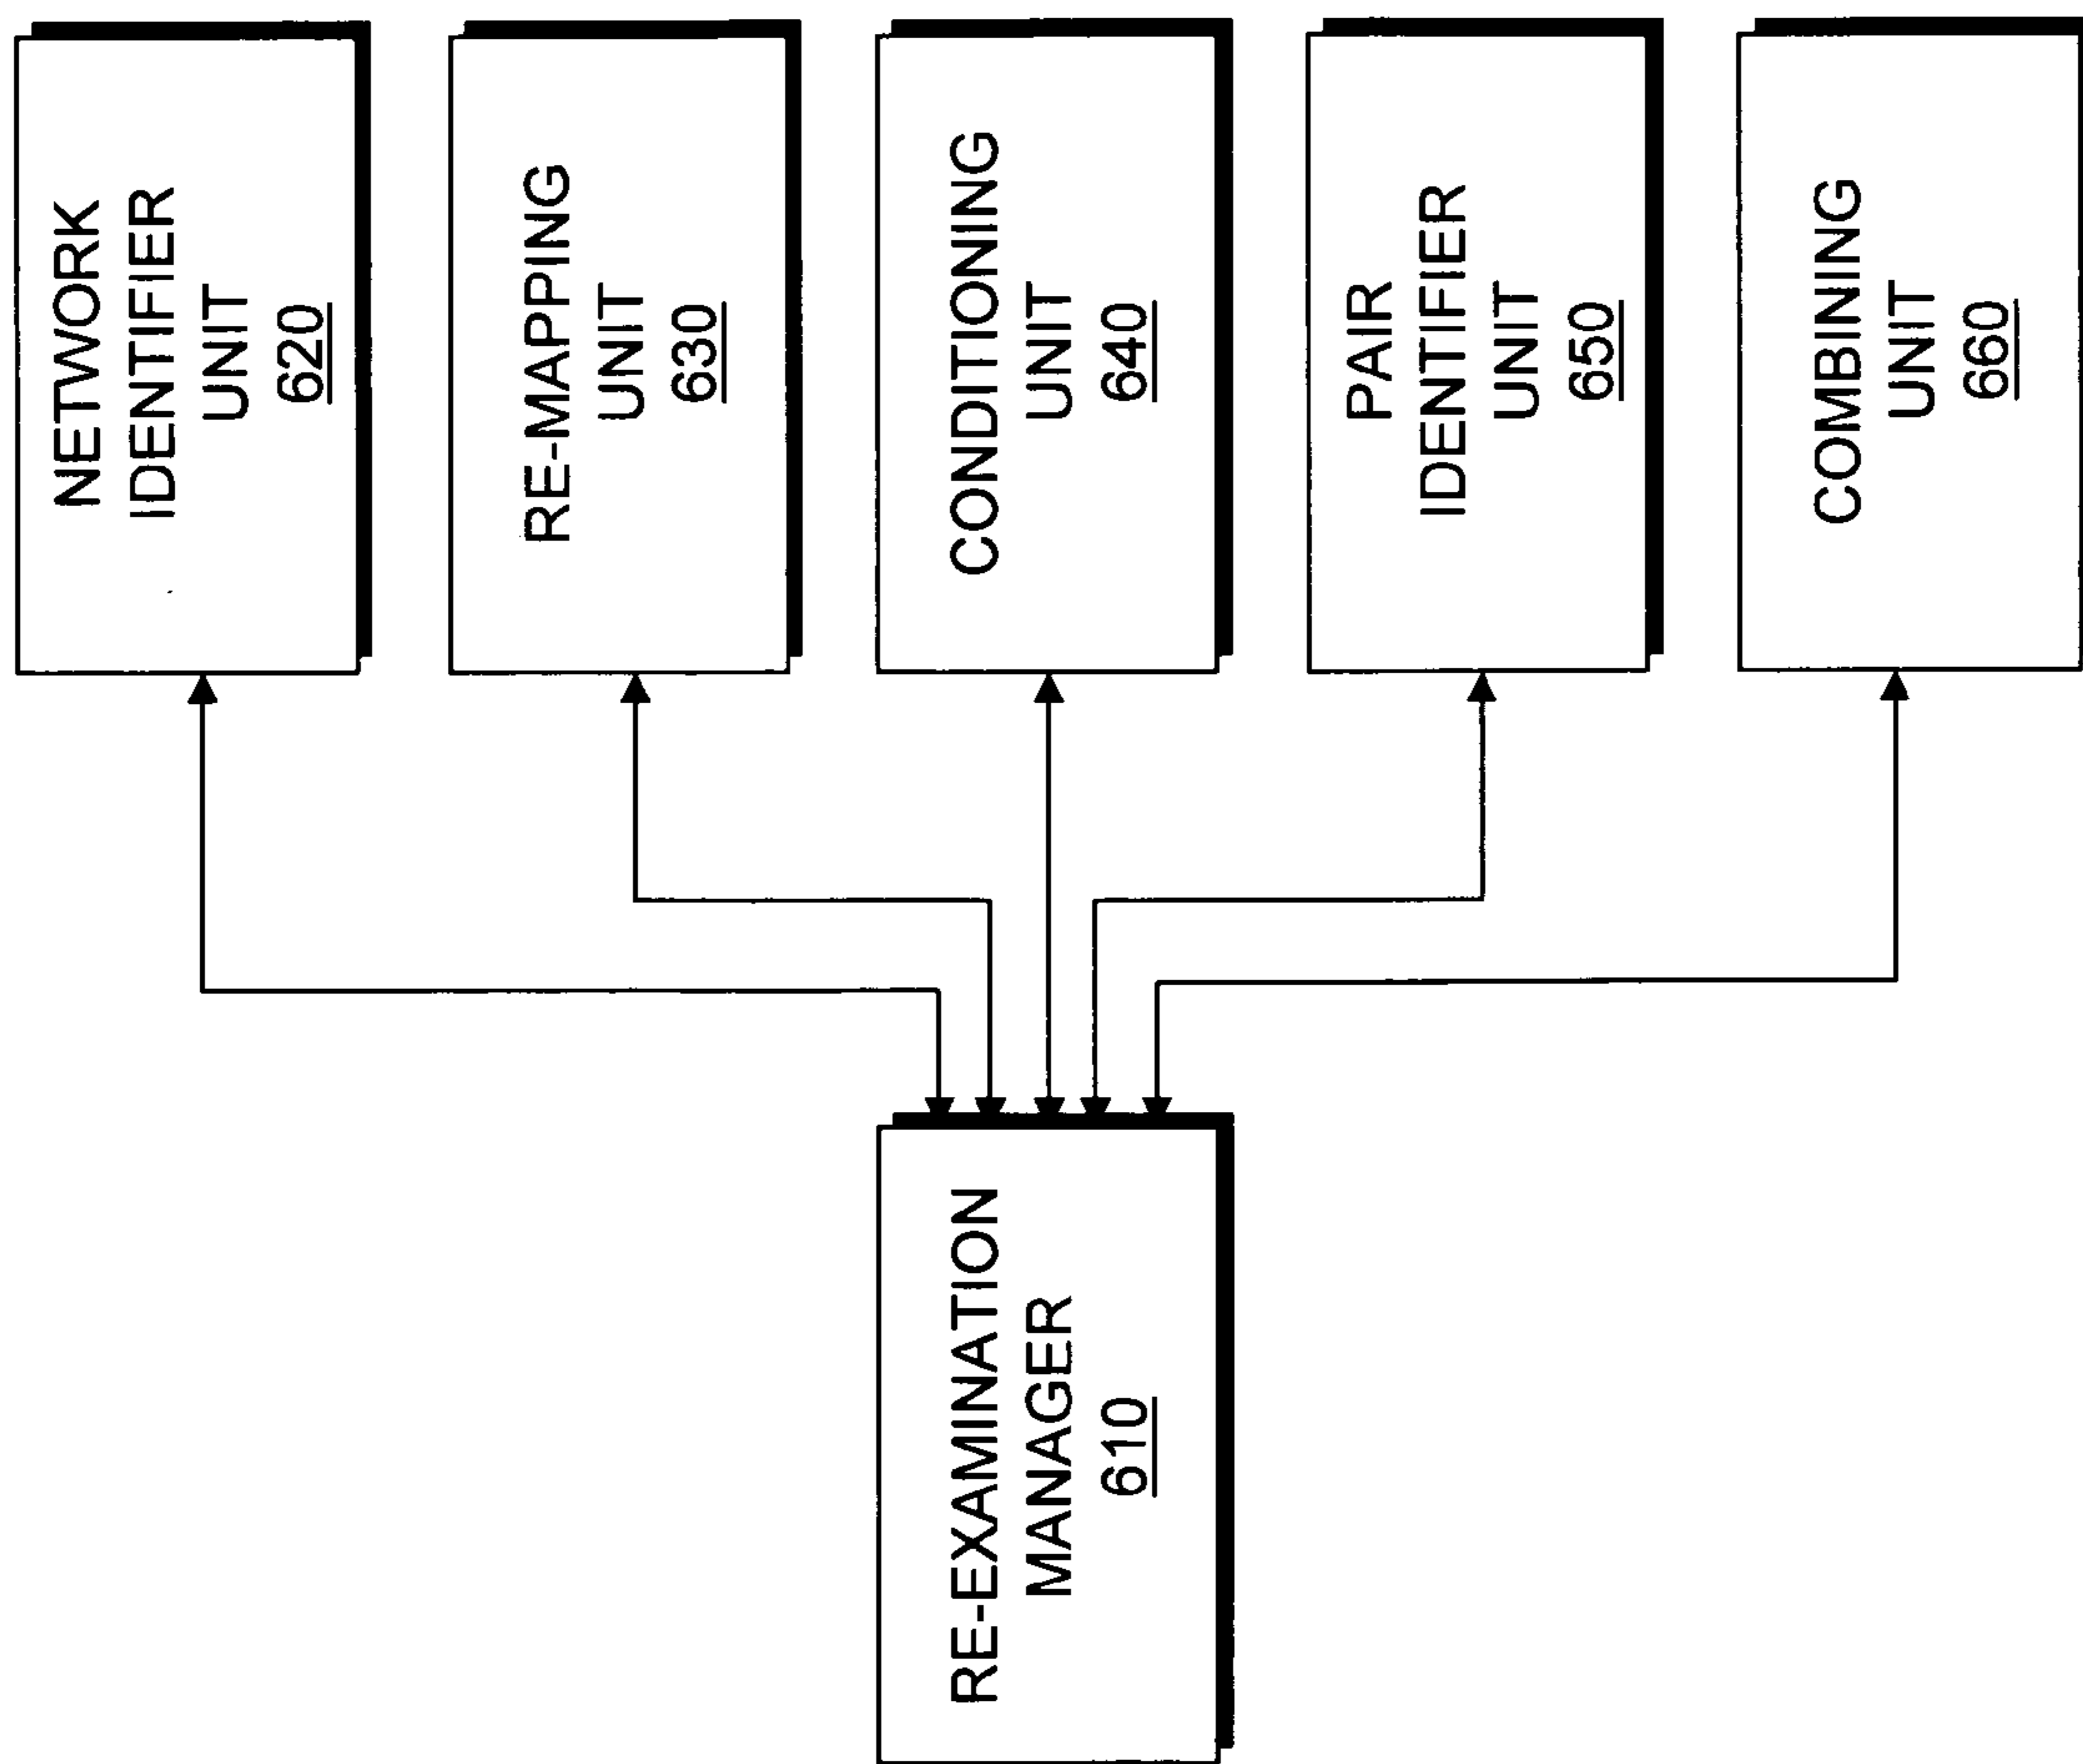 NETWORK
IDENTIFIER
UNIT
620
RE-MAPPING
UNIT
630
CONDITIONING
UNIT
640
PAIR
IDENTIFIER
UNIT
650
COMBINING
UNIT
660
RE-EXAMINATION
MANAGER
610